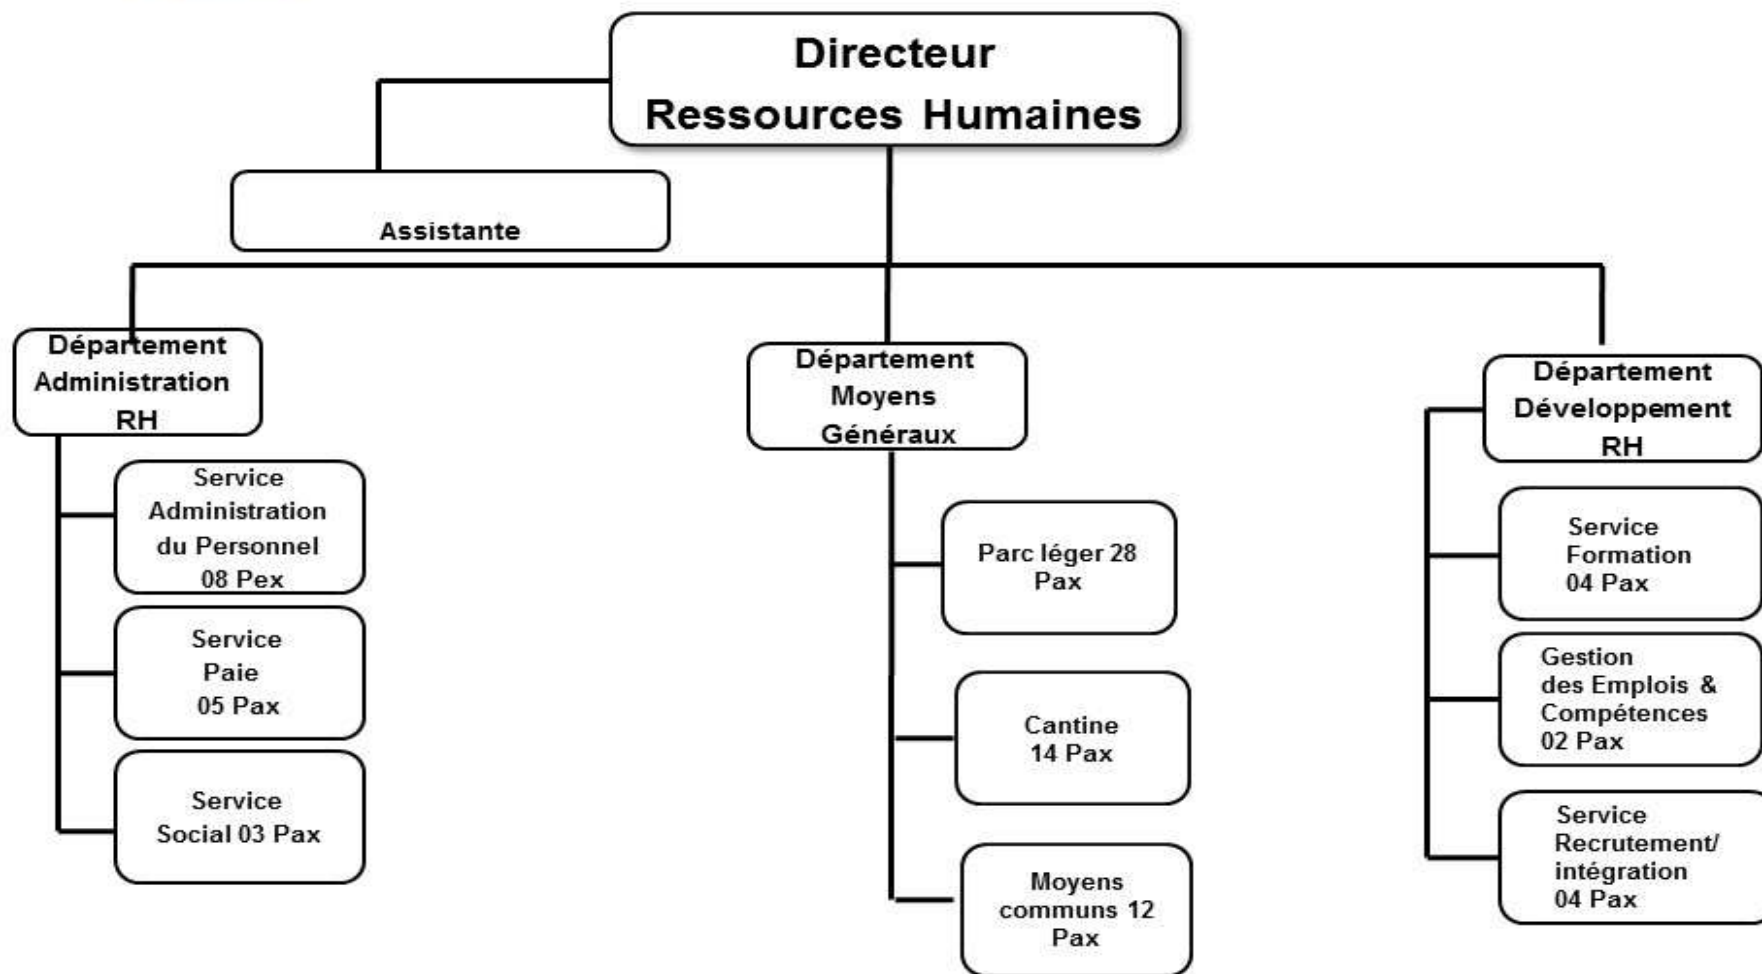 Directeur
Ressources Humaines
Assistante
Département
Administration
RH
Service
Administration
du Personnel
08 Pex
Service
Paie
05 Pax
Service
Social 03 Pax
Département
Moyens
Généraux
Parc léger 28
Pax
Cantine
14 Pax
Moyens
communs 12
Pax
Département
Développement
RH
Service
Formation
04 Pax
Gestion
des Emplois &
Compétences
02 Pax
Service
Recrutement/
intégration
04 Pax